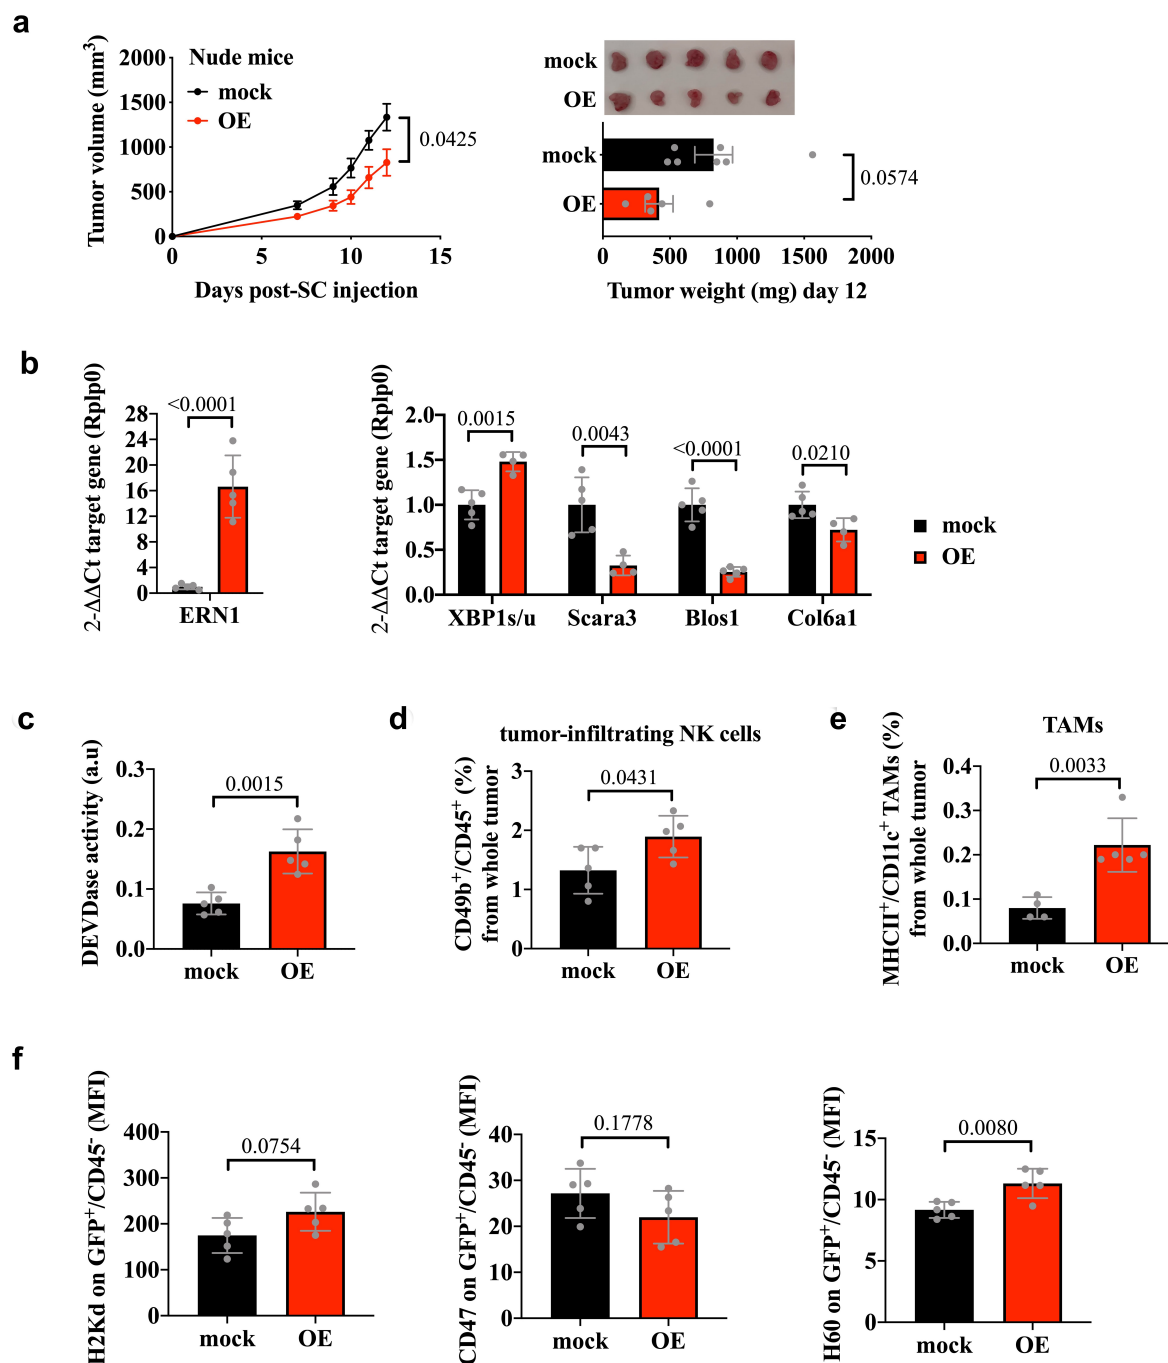 a
Tumor volume (mm³)
2000
1500
1000
500
0
Nude mice
mock
OE
0.0425
0
5
10
15
Days post-SC injection
mock
OE
mock
OE
0.0574
0
500
1000
1500
2000
Tumor weight (mg) day 12
b
2-ΔΔCt target gene (Rplp0)
28
24
20
16
12
8
4
0
<0.0001
ERN1
2-ΔΔCt target gene (Rplp0)
2.0
1.5
1.0
0.5
0.0
0.0015
0.0043
<0.0001
0.0210
XBP1s/u
Scara3
Blos1
Col6a1
mock
OE
c
DEVDase activity (a.u)
0.3
0.2
0.1
0.0
0.0015
mock
OE
d
tumor-infiltrating NK cells
CD49b⁺/CD45⁺ (%)
from whole tumor
3
2
1
0
0.0431
mock
OE
e
TAMs
MHCII⁺/CD11c⁺ TAMs (%)
from whole tumor
0.4
0.3
0.2
0.1
0.0
0.0033
mock
OE
f
H2Kd on GFP⁺/CD45⁻ (MFI)
400
300
200
100
0
0.0754
mock
OE
CD47 on GFP⁺/CD45⁻ (MFI)
40
30
20
10
0
0.1778
mock
OE
H60 on GFP⁺/CD45⁻ (MFI)
15
10
5
0
0.0080
mock
OE